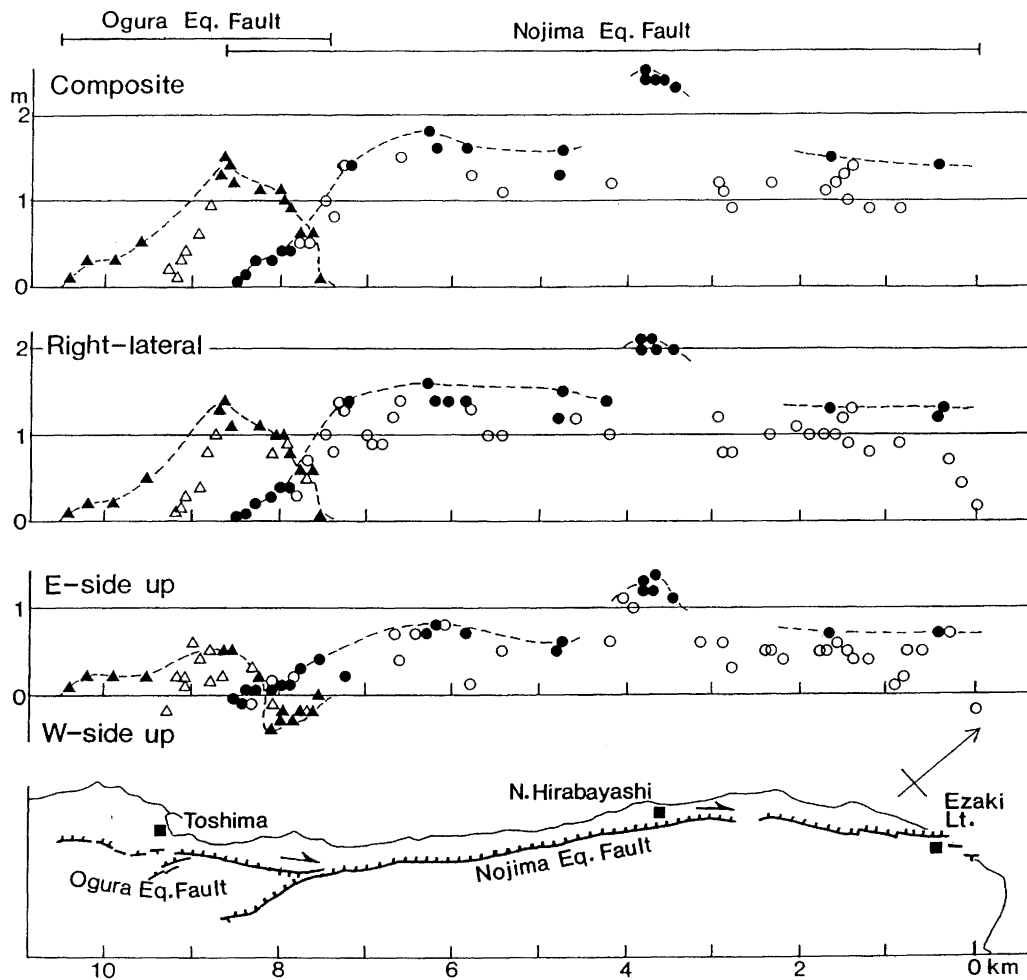 Ogura Eq. Fault
Nojima Eq. Fault
m
Composite
2
1
0
Right-lateral
2
1
0
E-side up
1
0
W-side up
N.Hirabayashi
Ezaki
Lt.
Toshima
Ogura Eq.Fault
Nojima Eq. Fault
10 8 6 4 2 0 km